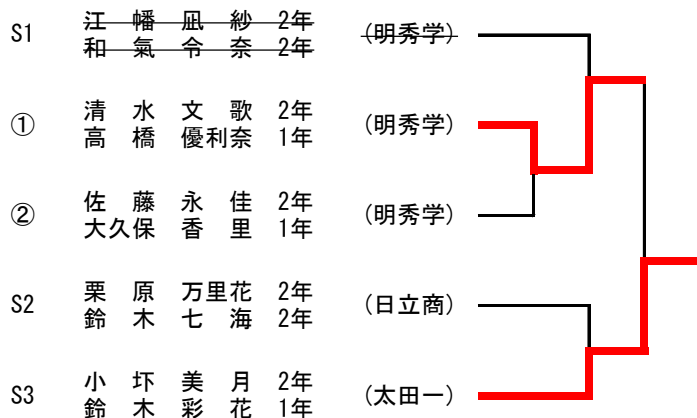 S1 江幡凪紗 2年 (明秀学)
和氣令奈 2年
① 清水文歌 2年 (明秀学)
高橋優利奈 1年
② 佐藤永佳 2年 (明秀学)
大久保香里 1年
S2 栗原万里花 2年 (日立商)
鈴木七海 2年
S3 小圷美月 2年 (太田一)
鈴木彩花 1年